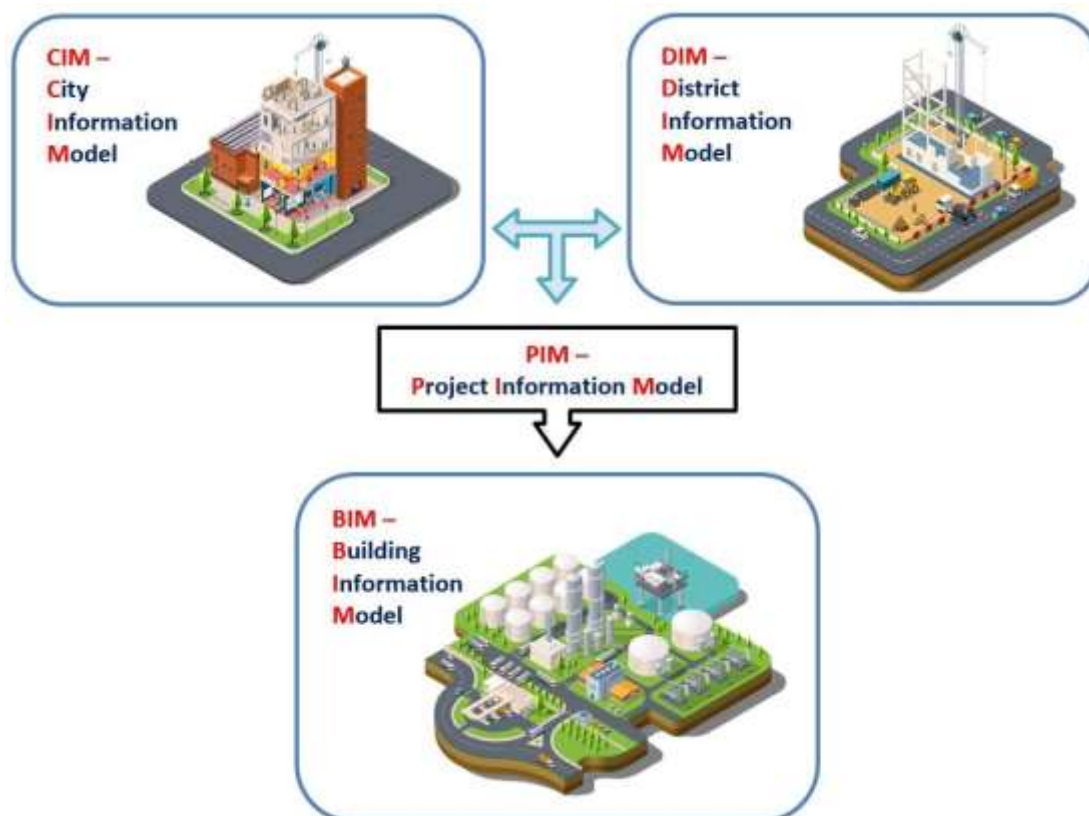 CIM –
City
Information
Model
DIM –
District
Information
Model
PIM –
Project Information Model
BIM –
Building
Information
Model